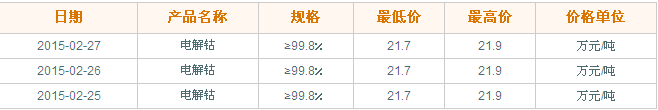 日期 产品名称 规格 最低价 最高价 价格单位
2015-02-27 电解钴 ≥99.8% 21.7 21.9 万元/吨
2015-02-26 电解钴 ≥99.8% 21.7 21.9 万元/吨
2015-02-25 电解钴 ≥99.8% 21.7 21.9 万元/吨